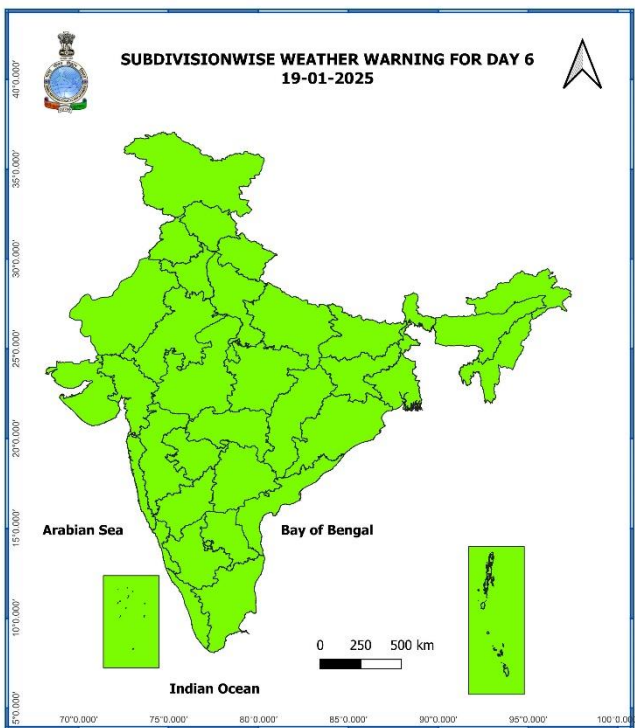 SUBDIVISIONWISE WEATHER WARNING FOR DAY 6
19-01-2025
40°0.000'
35°0.000'
30°0.000'
25°0.000'
20°0.000'
15°0.000'
10°0.000'
5°0.000'
Arabian Sea
Bay of Bengal
0 250 500 km
Indian Ocean
70°0.000' 75°0.000' 80°0.000' 85°0.000' 90°0.000' 95°0.000' 100°0.0